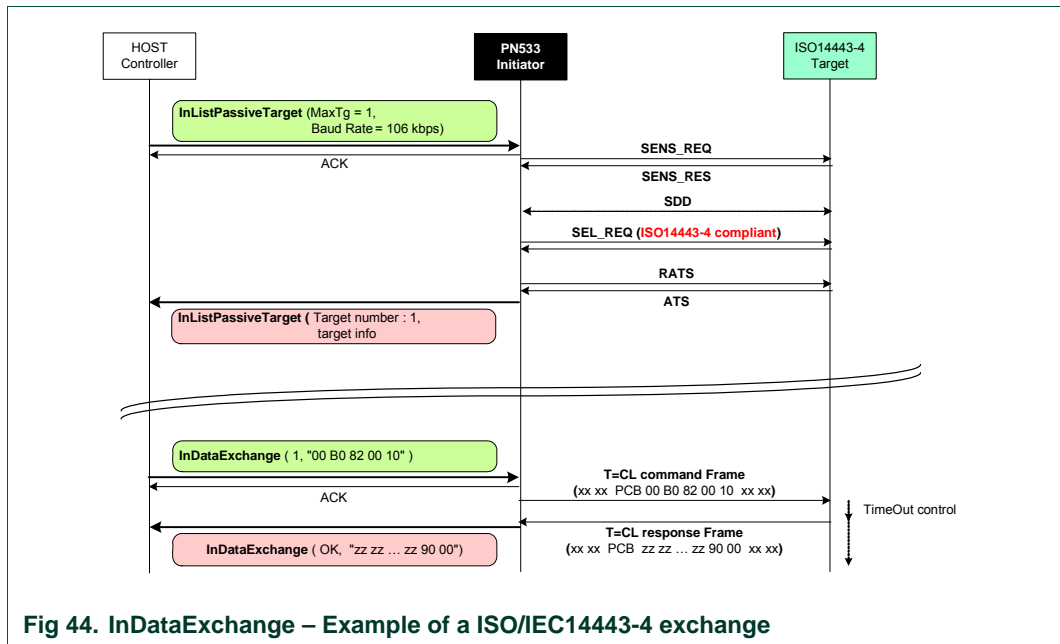 HOST
Controller
PN533
Initiator
ISO14443-4
Target
InListPassiveTarget (MaxTg = 1,
Baud Rate = 106 kbps)
ACK
SENS_REQ
SENS_RES
SDD
SEL_REQ (ISO14443-4 compliant)
RATS
ATS
InListPassiveTarget ( Target number : 1,
target info
InDataExchange ( 1, "00 B0 82 00 10" )
ACK
T=CL command Frame
(xx xx PCB 00 B0 82 00 10 xx xx)
TimeOut control
T=CL response Frame
(xx xx PCB zz zz ... zz 90 00 xx xx)
InDataExchange ( OK, "zz zz ... zz 90 00")
Fig 44. InDataExchange – Example of a ISO/IEC14443-4 exchange